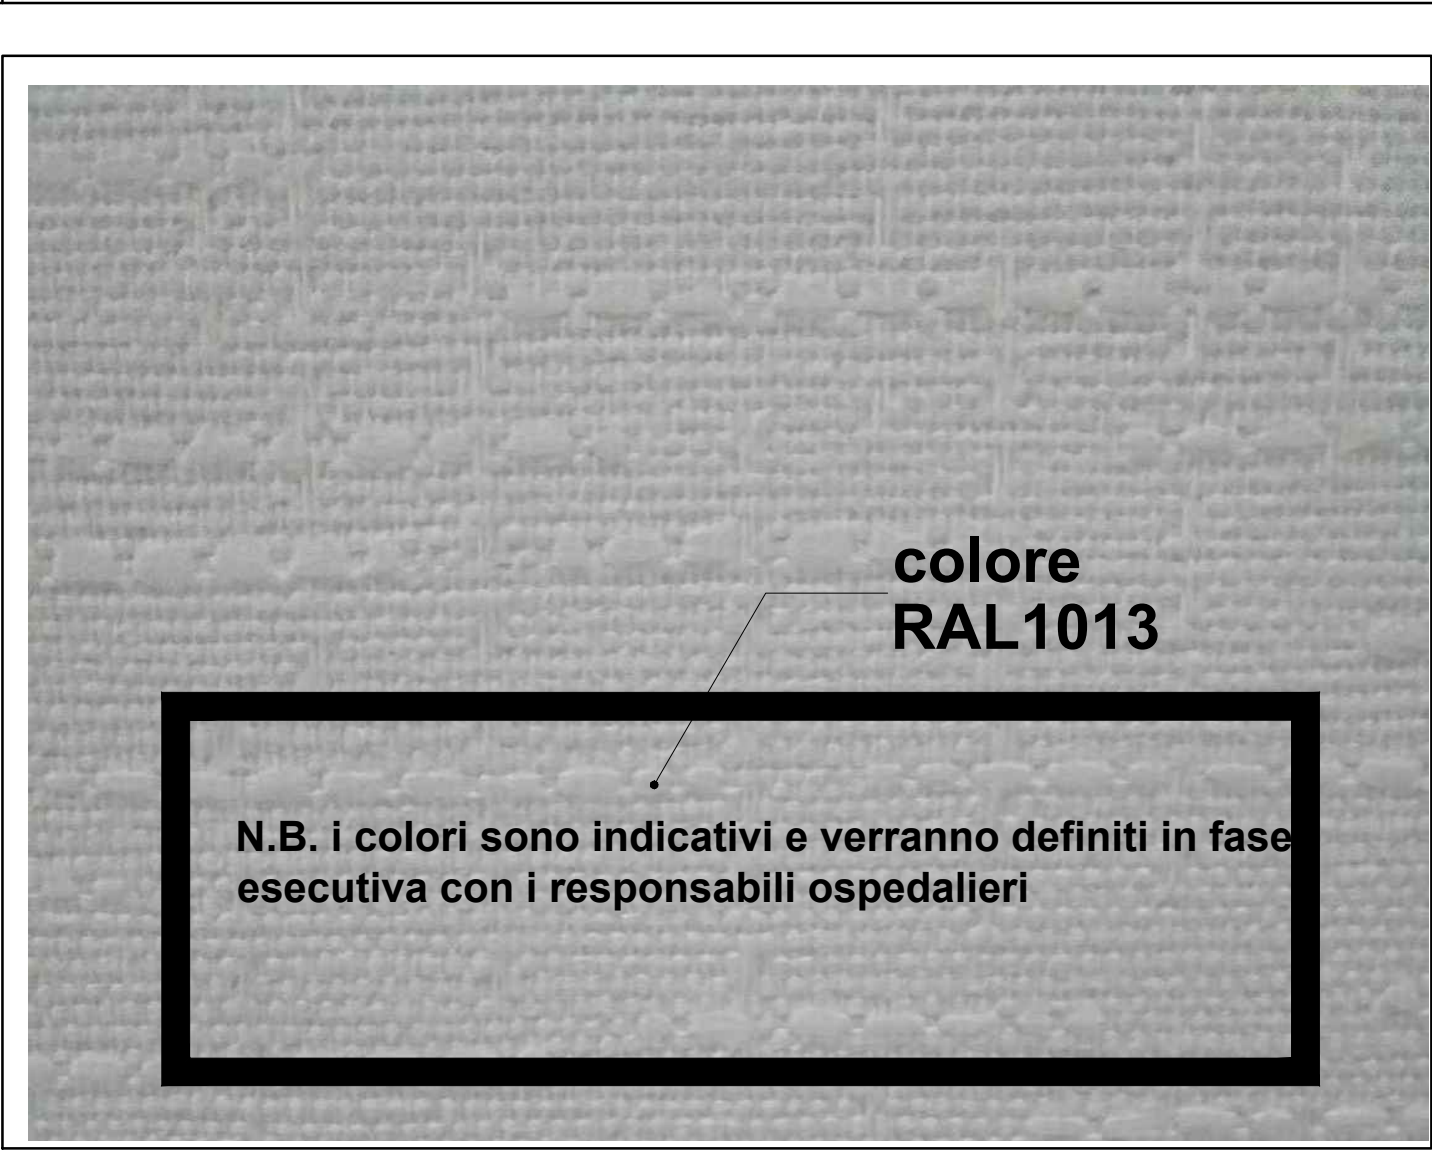 colore
RAL1013
N.B. i colori sono indicativi e verranno definiti in fase
esecutiva con i responsabili ospedalieri